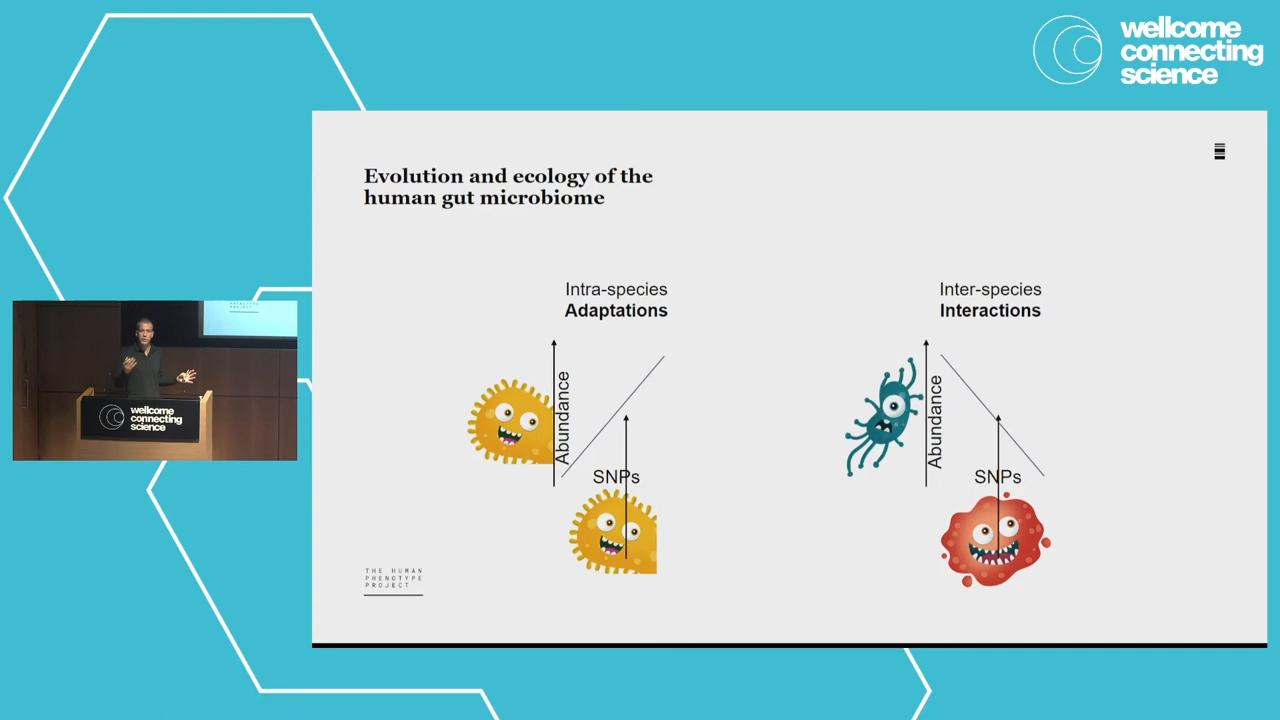 wellcome
connecting
science
Evolution and ecology of the
human gut microbiome
Intra-species
Adaptations
Abundance
SNPs
Inter-species
Interactions
Abundance
SNPs
THE HUMAN
PHENOTYPE
PROJECT
wellcome
connecting
science